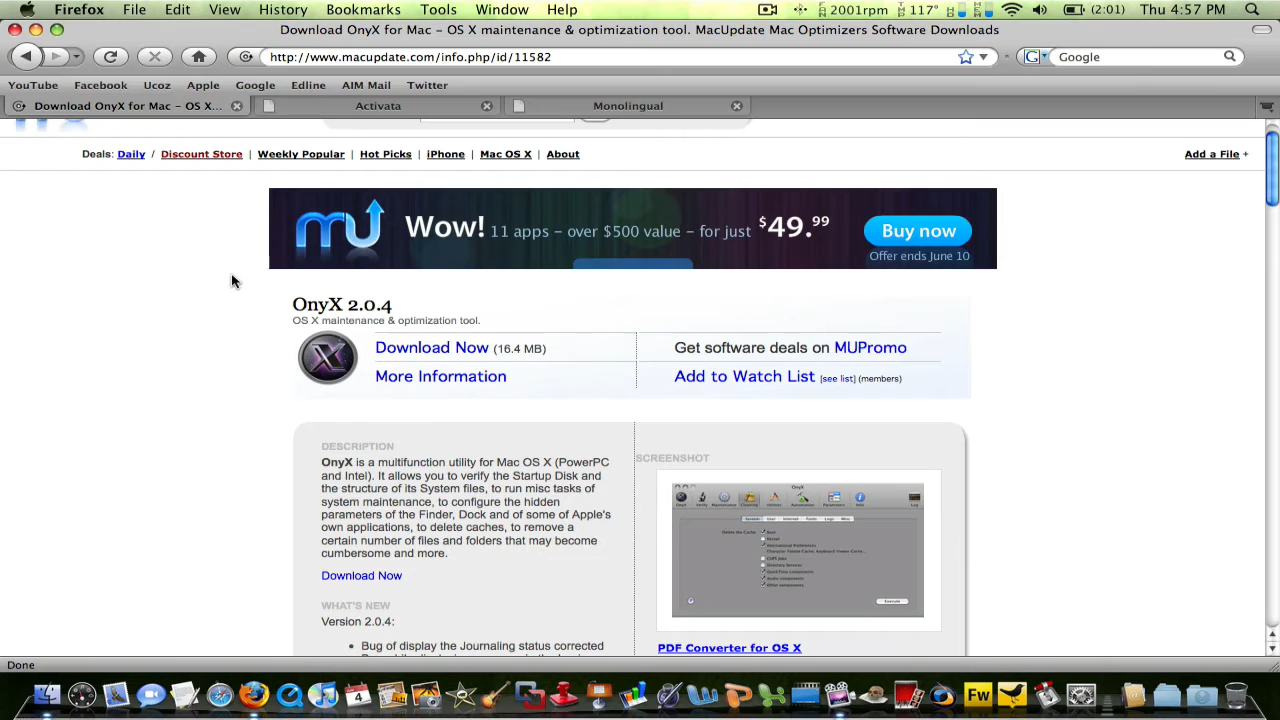 Firefox File Edit View History Bookmarks Tools Window Help 2001rpm 117° (2:01) Thu 4:57 PM
Download OnyX for Mac – OS X maintenance & optimization tool. MacUpdate Mac Optimizers Software Downloads
http://www.macupdate.com/info.php/id/11582 Google
YouTube Facebook Ucoz Apple Google Edline AIM Mail Twitter
Download OnyX for Mac – OS X... Activata Monolingual
Deals: Daily / Discount Store Weekly Popular | Hot Picks | iPhone | Mac OS X | About Add a File +
mu Wow! 11 apps – over $500 value – for just $49.99 Buy now
Offer ends June 10
OnyX 2.0.4
OS X maintenance & optimization tool.
Download Now (16.4 MB) Get software deals on MUPromo
More Information Add to Watch List [see list] (members)
DESCRIPTION
OnyX is a multifunction utility for Mac OS X (PowerPC
and Intel). It allows you to verify the Startup Disk and
the structure of its System files, to run misc tasks of
system maintenance, to configure the hidden
parameters of the Finder, Dock and of some of Apple's
own applications, to delete caches, to remove a
certain number of files and folders that may become
cumbersome and more.
Download Now
WHAT'S NEW
Version 2.0.4:
• Bug of display the Journaling status corrected
SCREENSHOT
OnyX
PDF Converter for OS X
Done
4
Fw